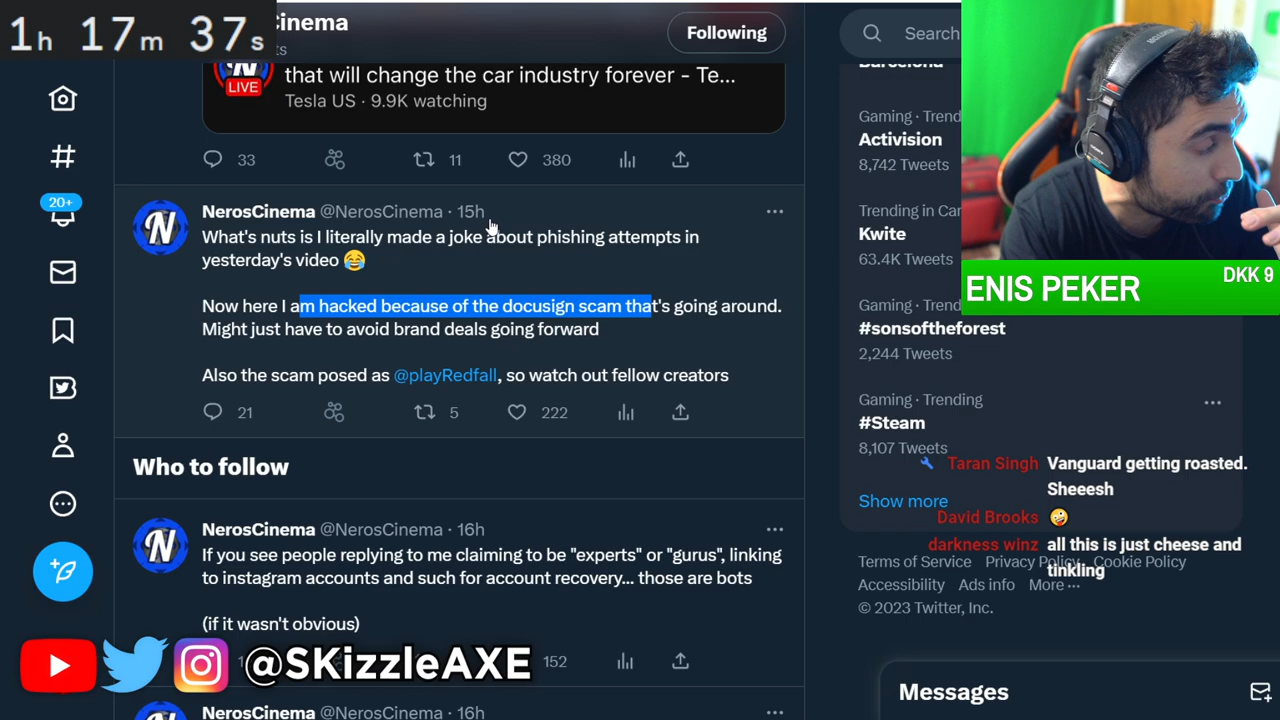 1h 17m 37s
Cinema
Following
Search
LIVE
that will change the car industry forever - Te...
Tesla US · 9.9K watching
33
11
380
20+
NerosCinema @NerosCinema · 15h
What's nuts is I literally made a joke about phishing attempts in
yesterday's video 😂
Now here I am hacked because of the docusign scam that's going around.
Might just have to avoid brand deals going forward
Also the scam posed as @playRedfall, so watch out fellow creators
21
5
222
Who to follow
NerosCinema @NerosCinema · 16h
If you see people replying to me claiming to be "experts" or "gurus", linking
to instagram accounts and such for account recovery... those are bots
(if it wasn't obvious)
152
NerosCinema @NerosCinema · 16h
@SKizzleAXE
Barcelona
Gaming · Trend
Activision
8,742 Tweets
Trending in Car
Kwite
63.4K Tweets
Gaming · Trend
#sonsoftheforest
2,244 Tweets
Gaming · Trending
#Steam
8,107 Tweets
Show more
Terms of Service Privacy Policy Cookie Policy
Accessibility Ads info More ...
© 2023 Twitter, Inc.
Messages
ENIS PEKER
DKK 9
Taran Singh Vanguard getting roasted.
Sheeesh
David Brooks 🤪
darkness winz all this is just cheese and
tinkling